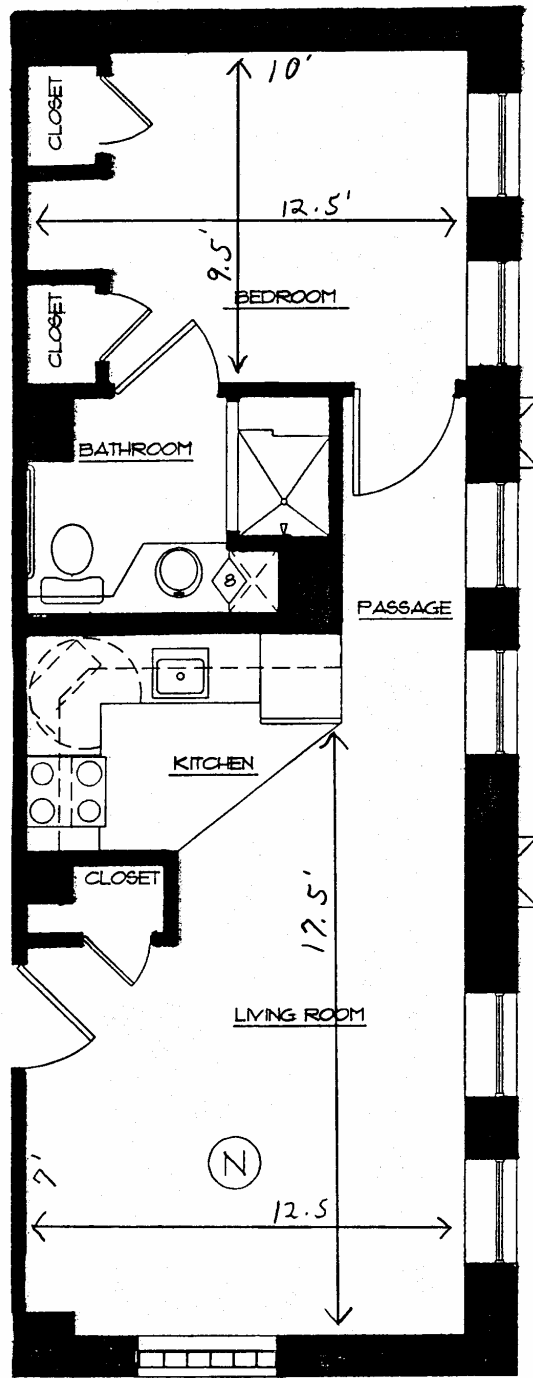 10'
CLOSET
12.5'
9.5'
BEDROOM
CLOSET
BATHROOM
8
PASSAGE
KITCHEN
CLOSET
17.5'
LIVING ROOM
N
7'
12.5